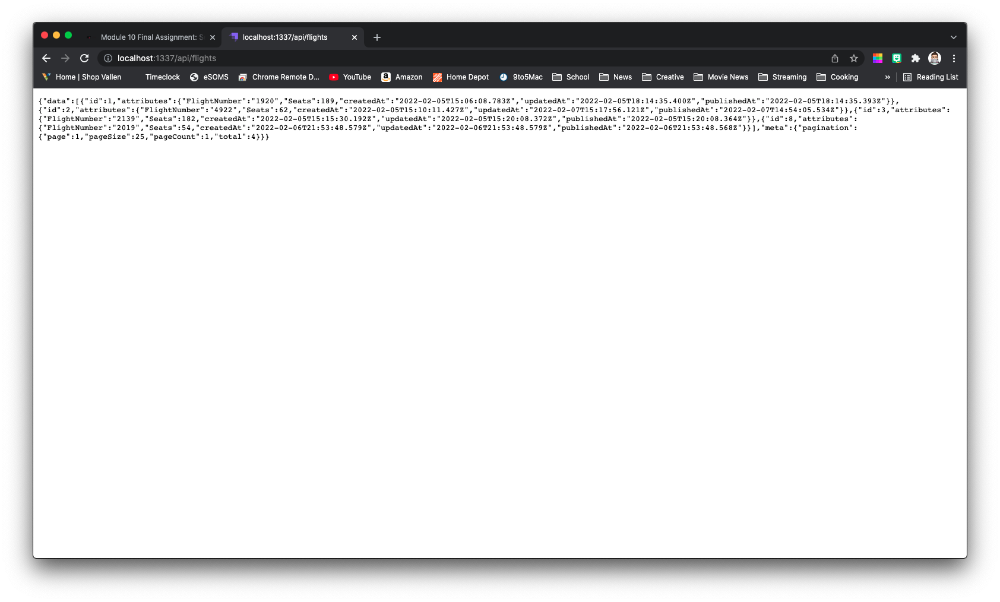 Module 10 Final Assignment: S
localhost:1337/api/flights
localhost:1337/api/flights
Home | Shop Vallen
Timeclock
eSOMS
Chrome Remote D...
YouTube
Amazon
Home Depot
9to5Mac
School
News
Creative
Movie News
Streaming
Cooking
»
Reading List
{"data":[{"id":1,"attributes":{"FlightNumber":"1920","Seats":189,"createdAt":"2022-02-05T15:06:08.783Z","updatedAt":"2022-02-05T18:14:35.400Z","publishedAt":"2022-02-05T18:14:35.393Z"}},
{"id":2,"attributes":{"FlightNumber":"4922","Seats":62,"createdAt":"2022-02-05T15:10:11.427Z","updatedAt":"2022-02-07T15:17:56.121Z","publishedAt":"2022-02-07T14:54:05.534Z"}},{"id":3,"attributes":
{"FlightNumber":"2139","Seats":182,"createdAt":"2022-02-05T15:15:30.192Z","updatedAt":"2022-02-05T15:20:08.372Z","publishedAt":"2022-02-05T15:20:08.364Z"}},{"id":8,"attributes":
{"FlightNumber":"2019","Seats":54,"createdAt":"2022-02-06T21:53:48.579Z","updatedAt":"2022-02-06T21:53:48.579Z","publishedAt":"2022-02-06T21:53:48.568Z"}}],"meta":{"pagination":
{"page":1,"pageSize":25,"pageCount":1,"total":4}}}